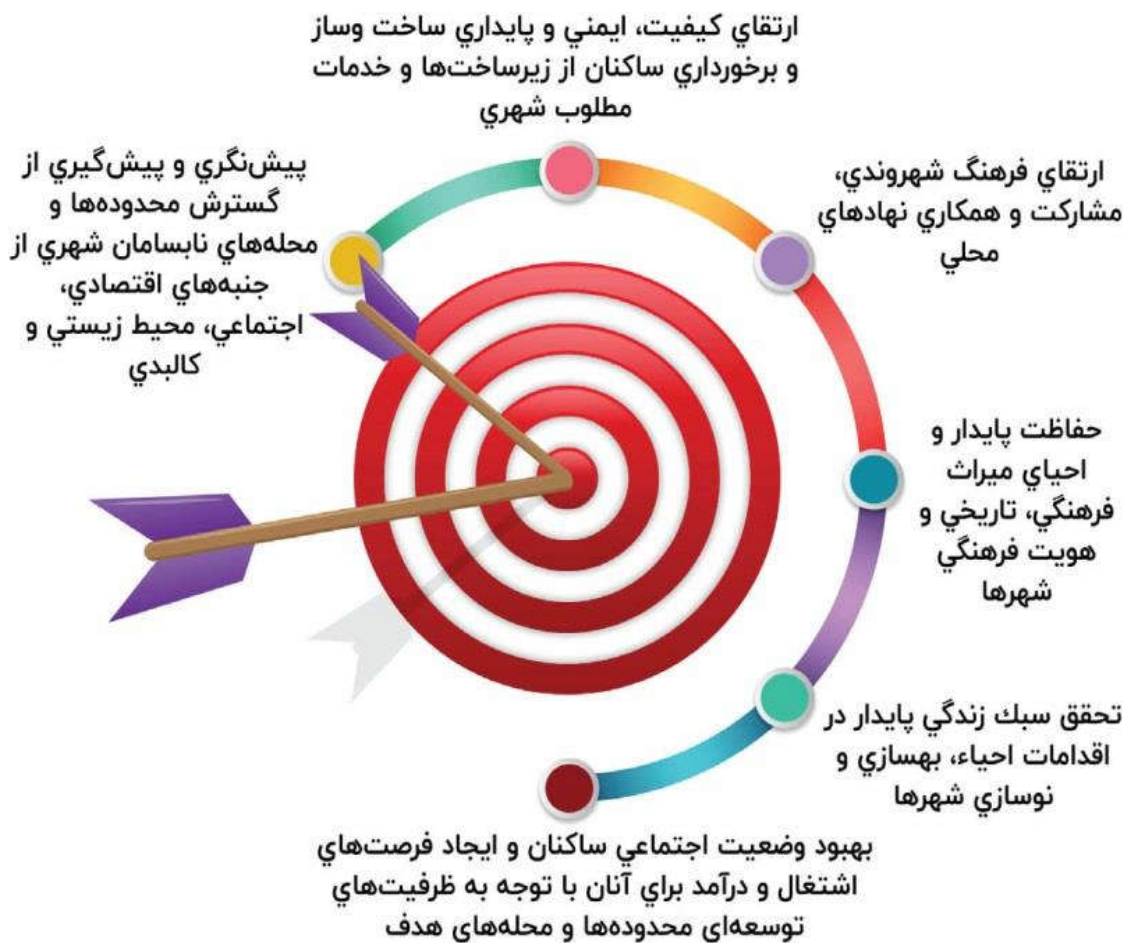 ارتقاي كيفيت، ايمني و پايداري ساخت وساز
و برخورداري ساكنان از زيرساخت‌ها و خدمات
مطلوب شهري
ارتقاي فرهنگ شهروندي،
مشاركت و همكاري نهادهاي
محلي
حفاظت پايدار و
احياي ميراث
فرهنگي، تاريخي و
هويت فرهنگي
شهرها
تحقق سبك زندگي پايدار در
اقدامات احياء، بهسازي و
نوسازي شهرها
بهبود وضعيت اجتماعي ساكنان و ايجاد فرصت‌هاي
اشتغال و درآمد براي آنان با توجه به ظرفيت‌هاي
توسعه‌اي محدوده‌ها و محله‌هاي هدف
پيش‌نگري و پيش‌گيري از
گسترش محدوده‌ها و
محله‌هاي نابسامان شهري از
جنبه‌هاي اقتصادي،
اجتماعي، محيط زيستي و
كالبدي